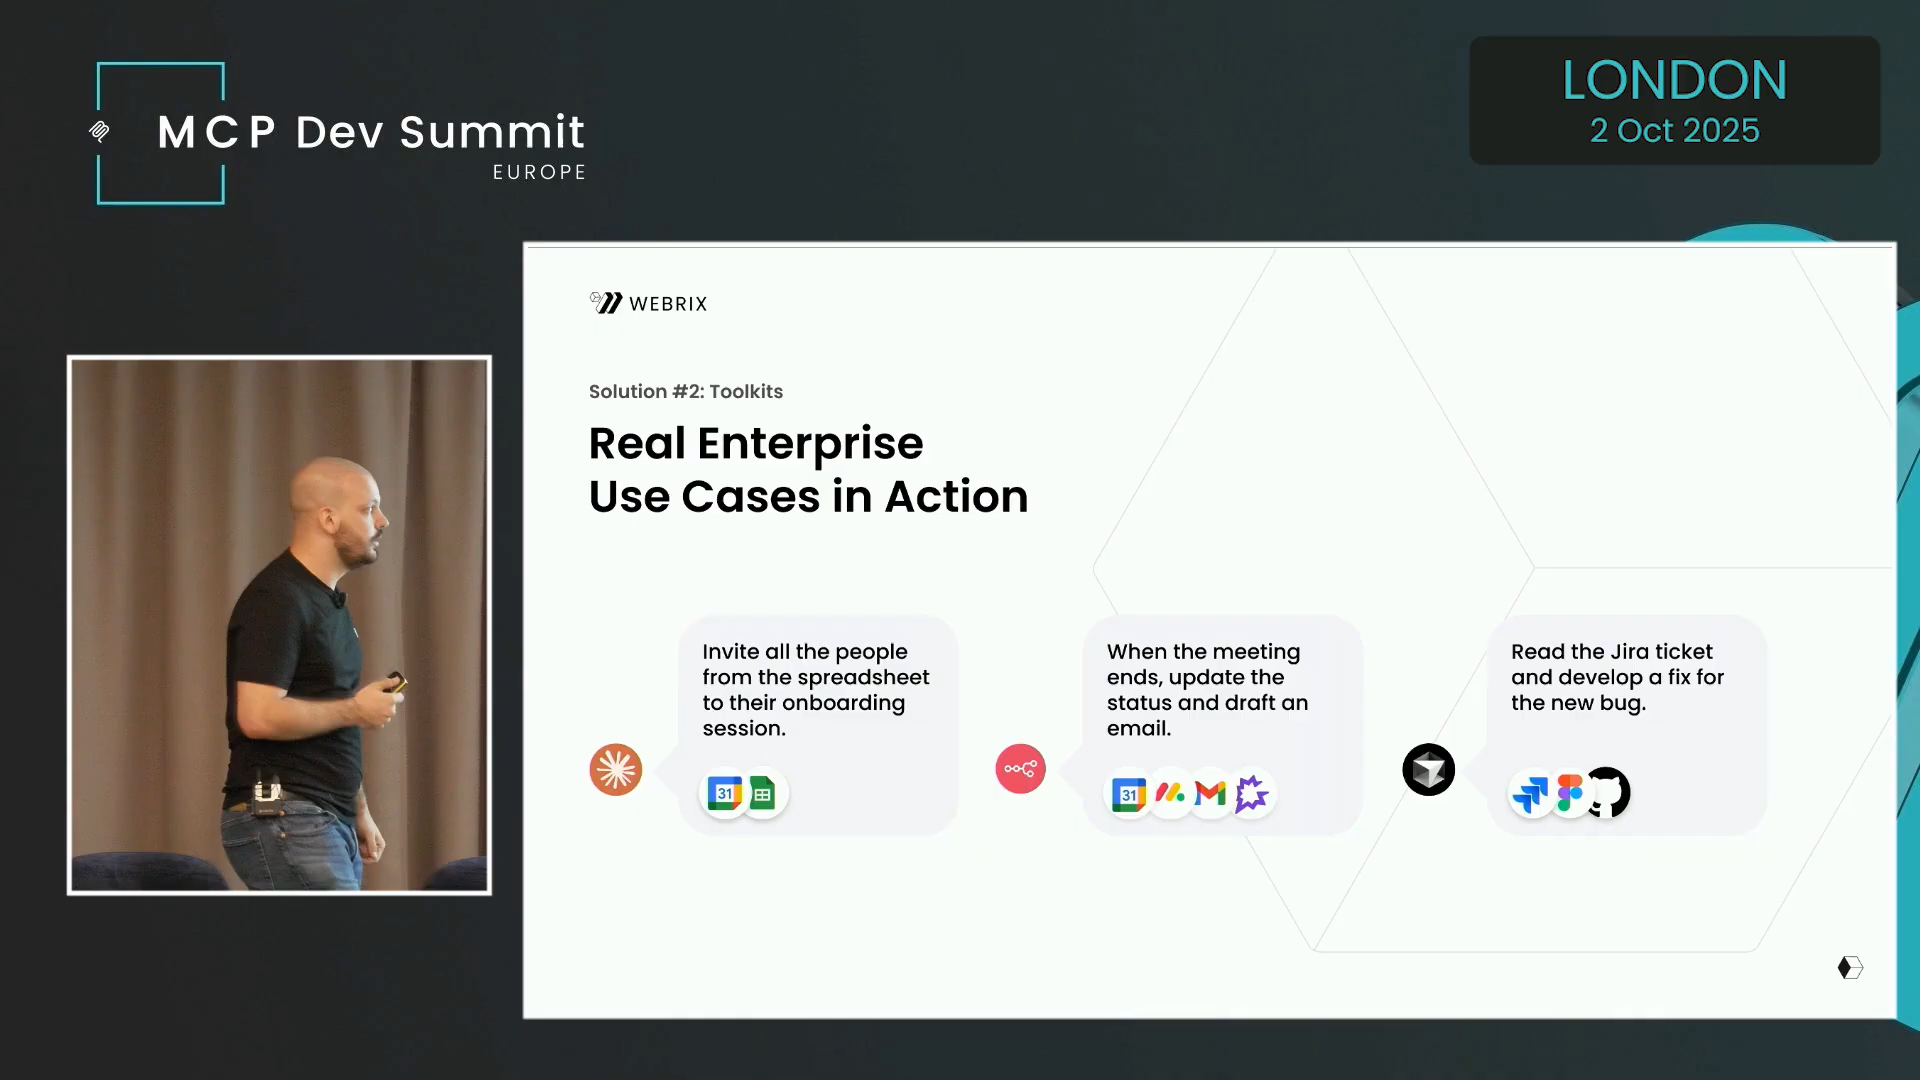 MCP Dev Summit
EUROPE
LONDON
2 Oct 2025
WEBRIX
Solution #2: Toolkits
Real Enterprise
Use Cases in Action
Invite all the people
from the spreadsheet
to their onboarding
session.
31
When the meeting
ends, update the
status and draft an
email.
31
Read the Jira ticket
and develop a fix for
the new bug.